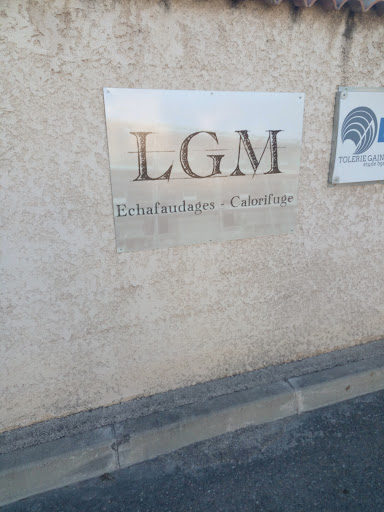 LGM
Echafaudages - Calorifuge
TOLERIE GAIN